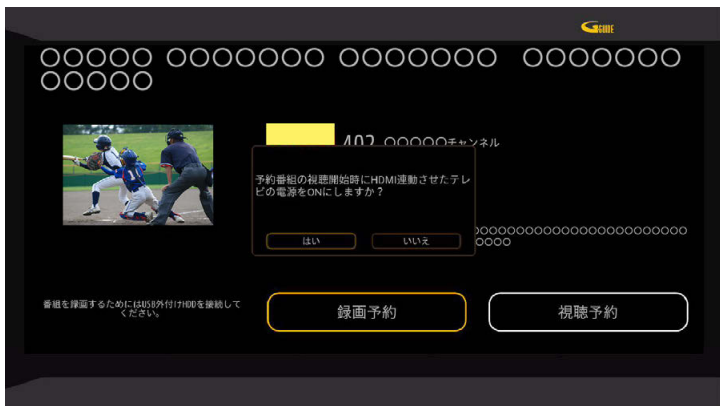 GGUIDE
○○○○○ ○○○○○○○ ○○○○○○○ ○○○○○○○
○○○○○
402 ○○○○○チャンネル
予約番組の視聴開始時にHDMI連動させたテレ
ビの電源をONにしますか？
はい いいえ
○○○○○○○○○○○○○○○○○○○○○○○○
○○○○
番組を録画するためにはUSB外付けHDDを接続して
ください。
録画予約 視聴予約